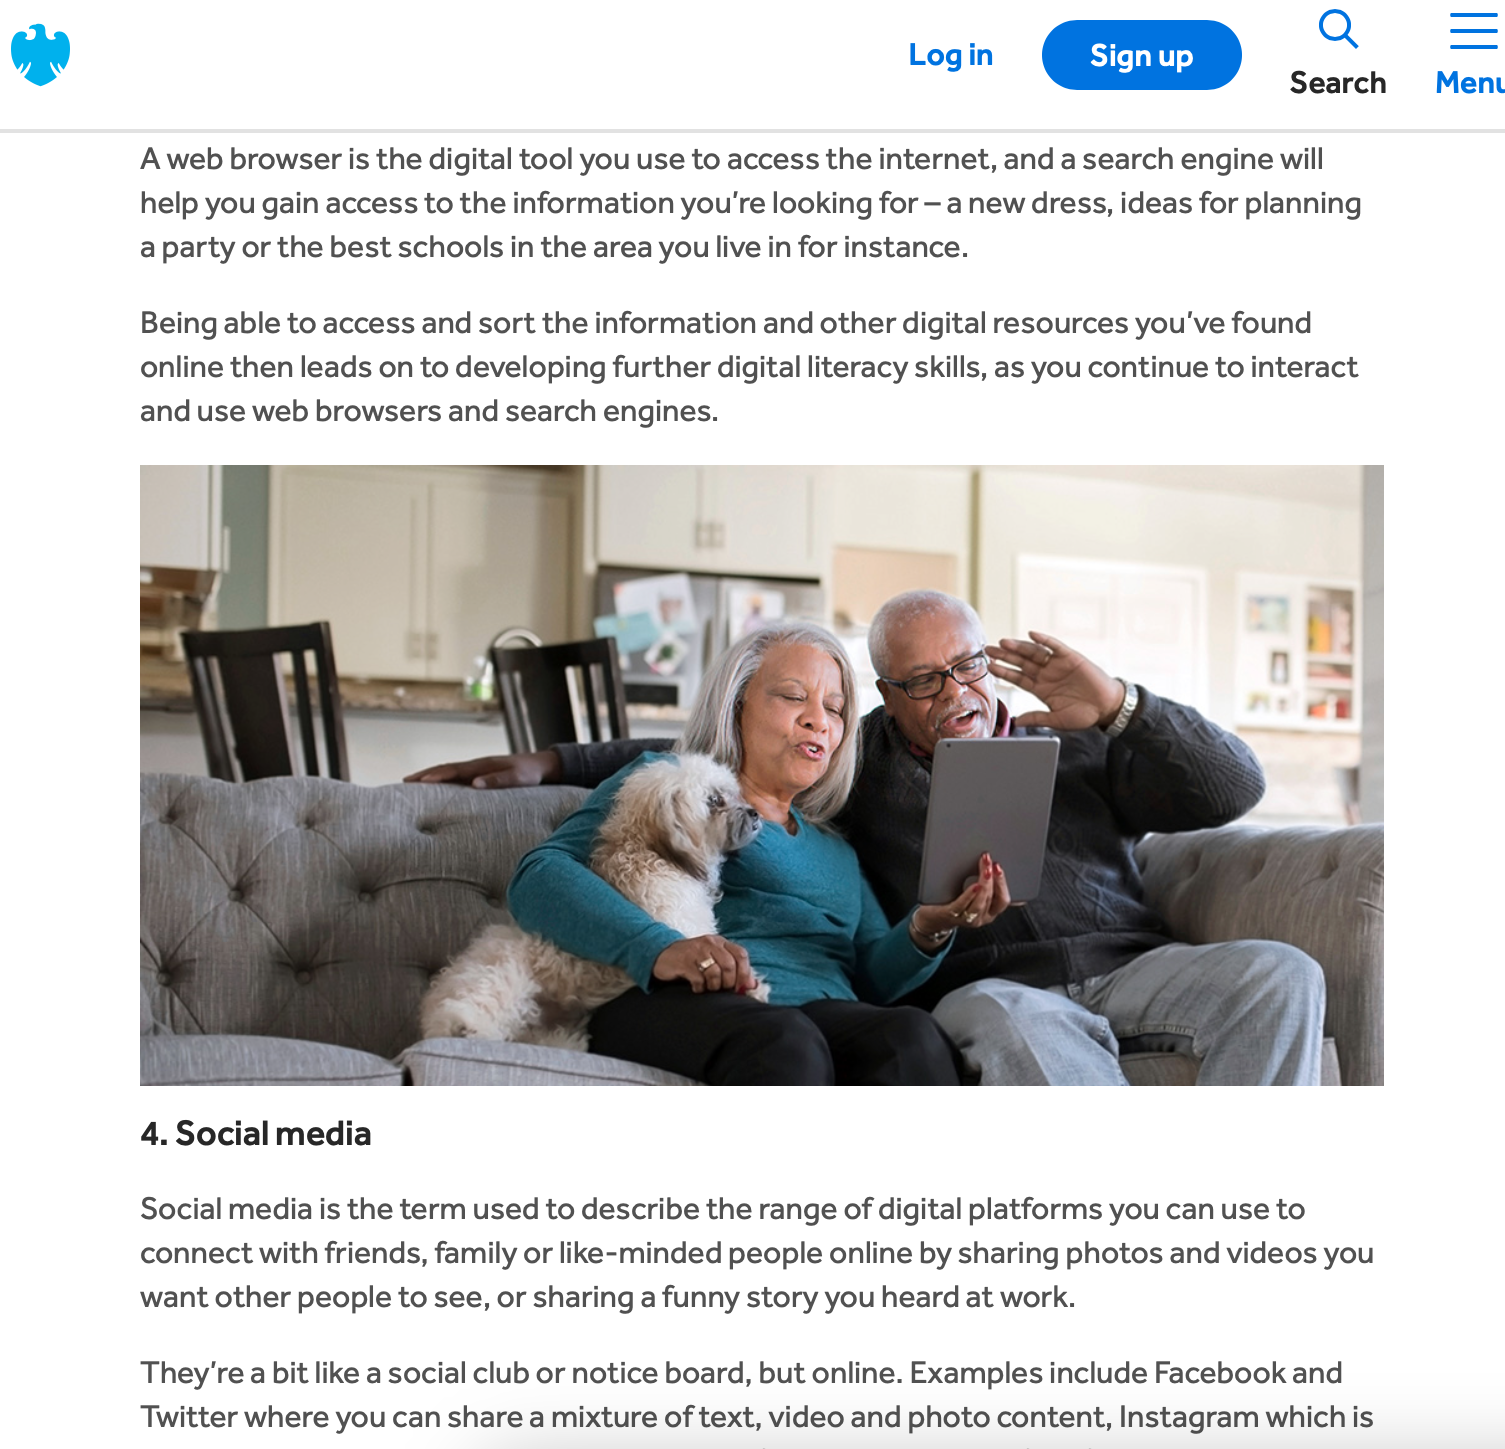 Log in
Sign up
Search
Menu
A web browser is the digital tool you use to access the internet, and a search engine will
help you gain access to the information you’re looking for – a new dress, ideas for planning
a party or the best schools in the area you live in for instance.
Being able to access and sort the information and other digital resources you’ve found
online then leads on to developing further digital literacy skills, as you continue to interact
and use web browsers and search engines.
4. Social media
Social media is the term used to describe the range of digital platforms you can use to
connect with friends, family or like-minded people online by sharing photos and videos you
want other people to see, or sharing a funny story you heard at work.
They’re a bit like a social club or notice board, but online. Examples include Facebook and
Twitter where you can share a mixture of text, video and photo content, Instagram which is